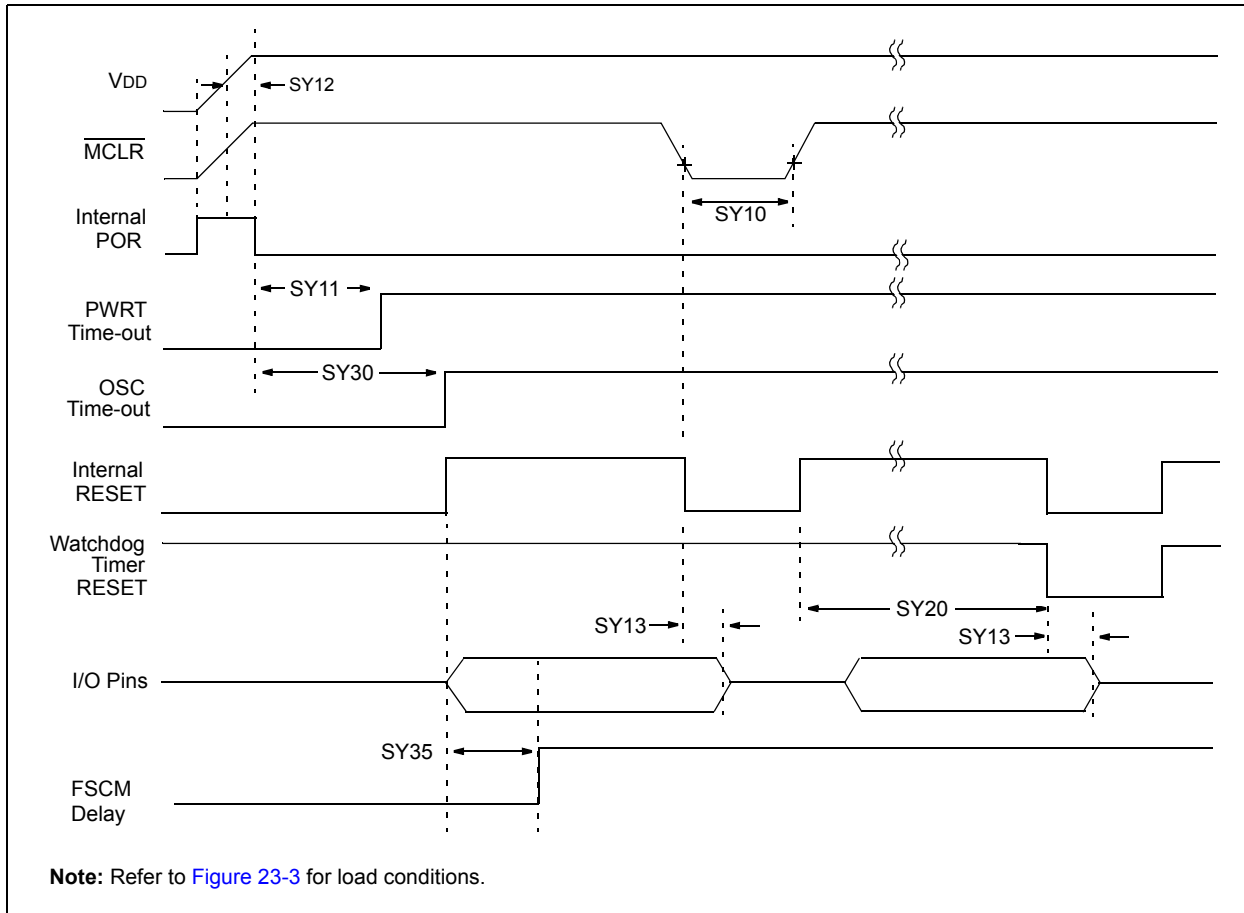 VDD
SY12
MCLR
SY10
Internal
POR
SY11
PWRT
Time-out
SY30
OSC
Time-out
Internal
RESET
Watchdog
Timer
RESET
SY20
SY13
SY13
I/O Pins
SY35
FSCM
Delay
Note: Refer to Figure 23-3 for load conditions.